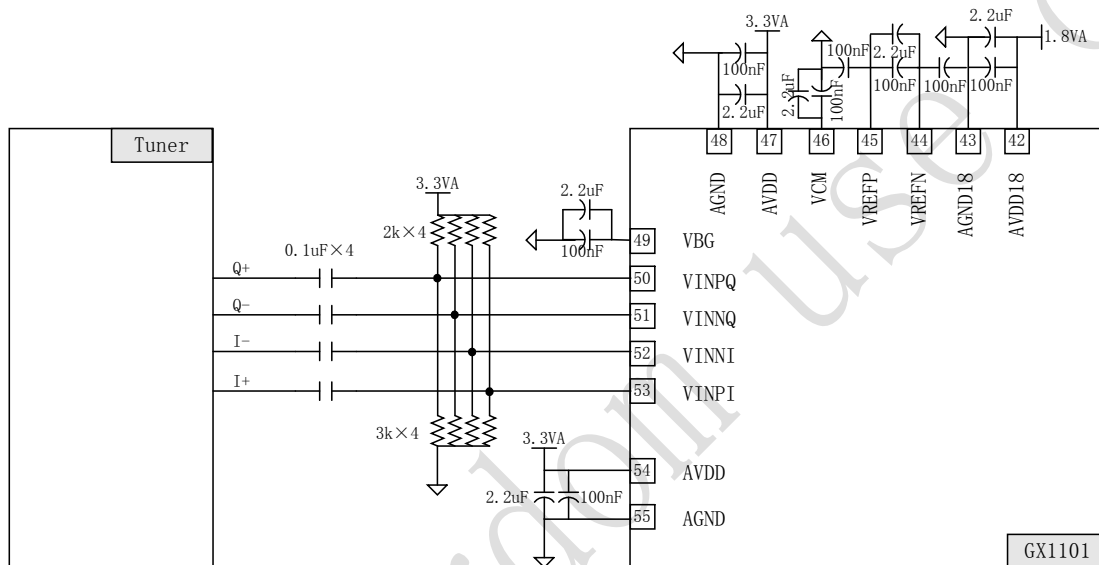 2.2uF
3.3VA
1.8VA
100nF
2.2uF
100nF
100nF
100nF
100nF
2.2uF
2.2uF
100nF
Tuner
48
47
46
45
44
43
42
AGND
AVDD
VCM
VREFP
VREFN
AGND18
AVDD18
3.3VA
2.2uF
2k×4
100nF
49
VBG
0.1uF×4
Q+
50
VINPQ
Q-
51
VINNQ
I-
52
VINNI
I+
53
VINPI
3k×4
3.3VA
54
AVDD
2.2uF
100nF
55
AGND
GX1101
use